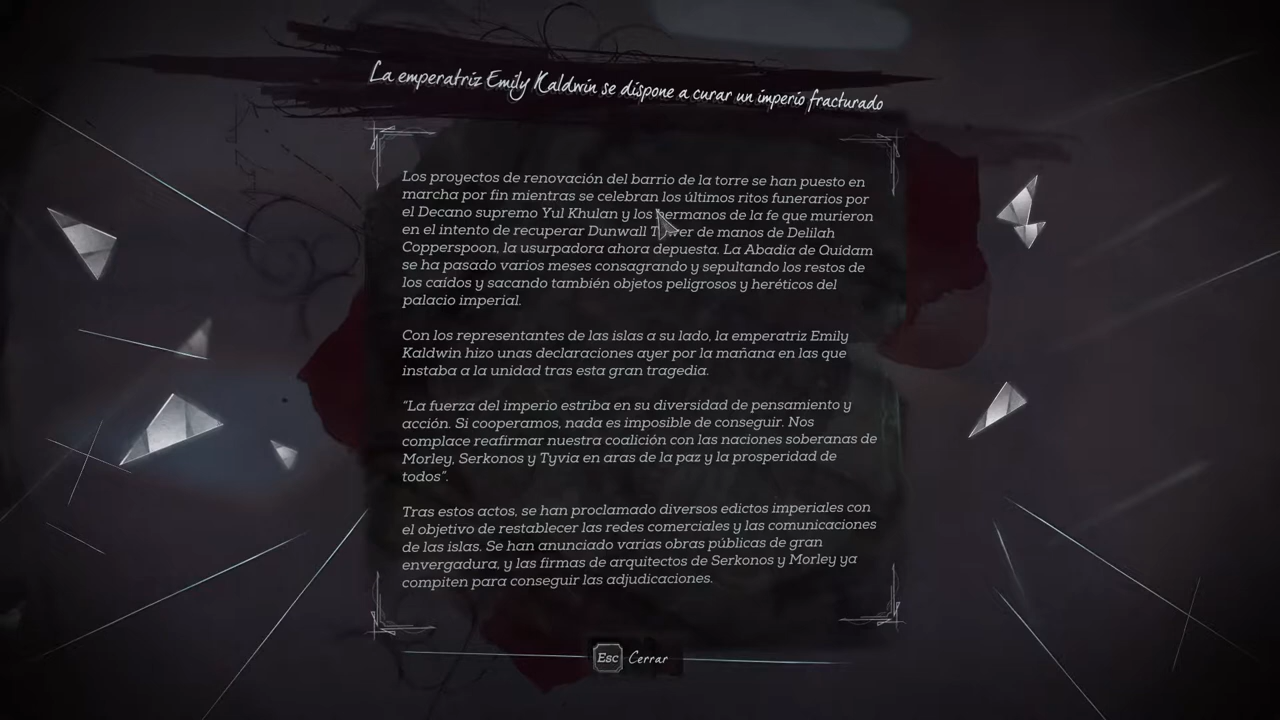 La emperatriz Emily Kaldwin se dispone a curar un imperio fracturado
Los proyectos de renovación del barrio de la torre se han puesto en
marcha por fin mientras se celebran los últimos ritos funerarios por
el Decano supremo Yul Khulan y los hermanos de la fe que murieron
en el intento de recuperar Dunwall Tower de manos de Delilah
Copperspoon, la usurpadora ahora depuesta. La Abadía de Quidam
se ha pasado varios meses consagrando y sepultando los restos de
los caídos y sacando también objetos peligrosos y heréticos del
palacio imperial.
Con los representantes de las islas a su lado, la emperatriz Emily
Kaldwin hizo unas declaraciones ayer por la mañana en las que
instaba a la unidad tras esta gran tragedia.
“La fuerza del imperio estriba en su diversidad de pensamiento y
acción. Si cooperamos, nada es imposible de conseguir. Nos
complace reafirmar nuestra coalición con las naciones soberanas de
Morley, Serkonos y Tyvia en aras de la paz y la prosperidad de
todos”.
Tras estos actos, se han proclamado diversos edictos imperiales con
el objetivo de restablecer las redes comerciales y las comunicaciones
de las islas. Se han anunciado varias obras públicas de gran
envergadura, y las firmas de arquitectos de Serkonos y Morley ya
compiten para conseguir las adjudicaciones.
Esc Cerrar